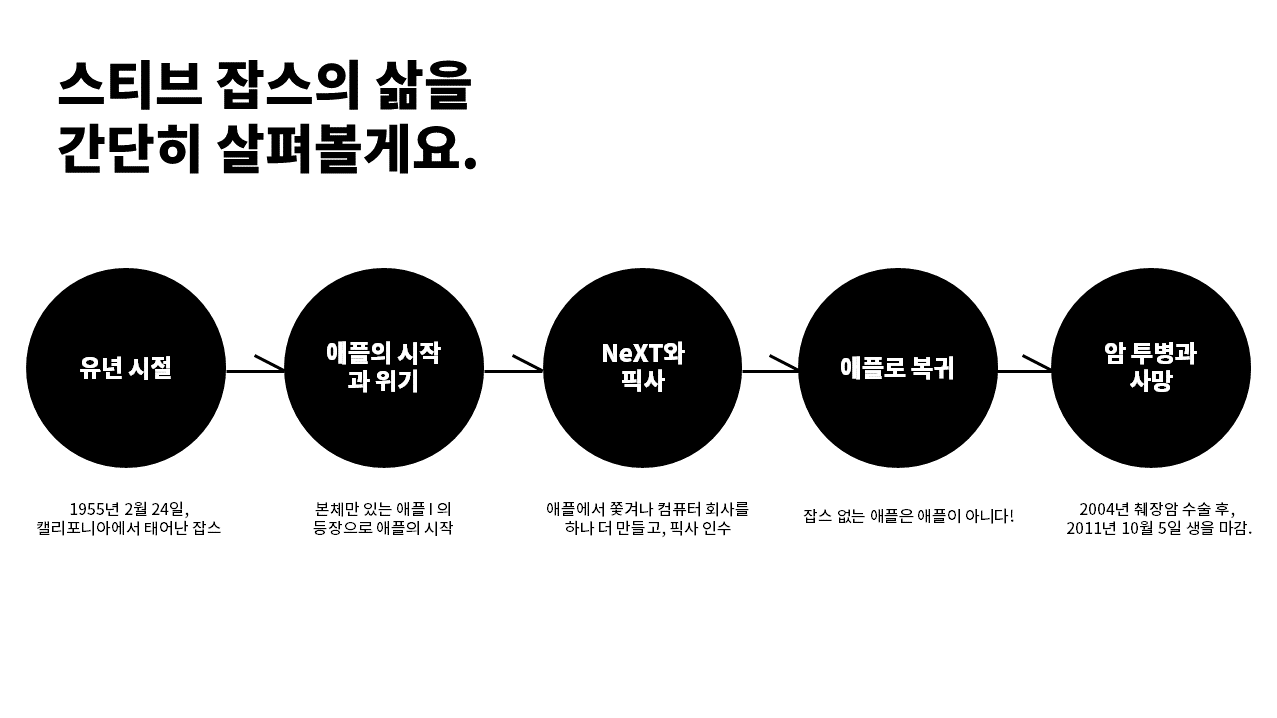 스티브 잡스의 삶을
간단히 살펴볼게요.
유년 시절
애플의 시작
과 위기
NeXT와
픽사
애플로 복귀
암 투병과
사망
1955년 2월 24일,
캘리포니아에서 태어난 잡스
본체만 있는 애플 I 의
등장으로 애플의 시작
애플에서 쫓겨나 컴퓨터 회사를
하나 더 만들고, 픽사 인수
잡스 없는 애플은 애플이 아니다!
2004년 췌장암 수술 후,
2011년 10월 5일 생을 마감.